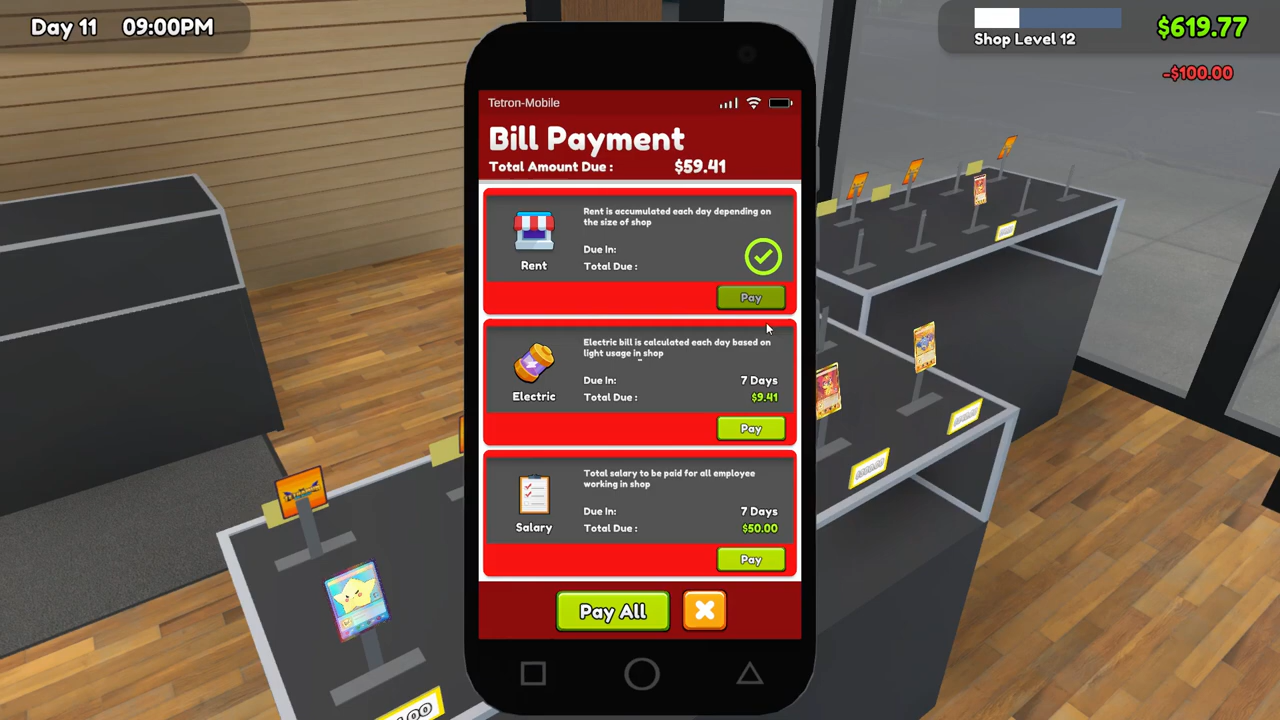 Day 11 09:00PM
Shop Level 12
$619.77
-$100.00
Tetron-Mobile
Bill Payment
Total Amount Due : $59.41
Rent is accumulated each day depending on
the size of shop
Due In:
Total Due :
Rent
Pay
Electric bill is calculated each day based on
light usage in shop
Due In: 7 Days
Total Due : $9.41
Electric
Pay
Total salary to be paid for all employee
working in shop
Due In: 7 Days
Total Due : $50.00
Salary
Pay
Pay All